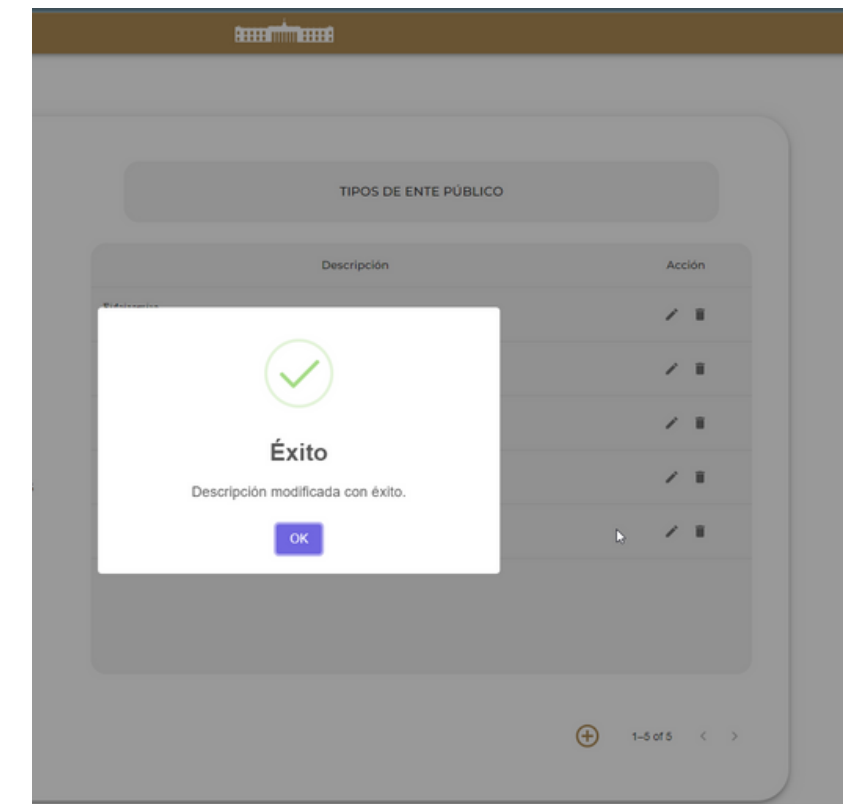 TIPOS DE ENTE PÚBLICO
Descripción Acción
Éxito
Descripción modificada con éxito.
OK
1–5 of 5